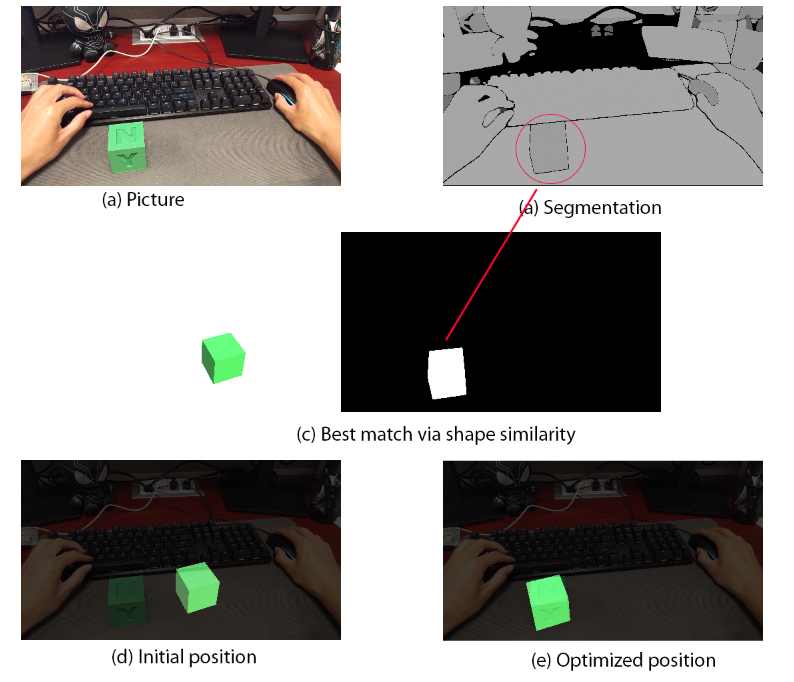 N
Y
(a) Picture
(a) Segmentation
(c) Best match via shape similarity
N
Y
(d) Initial position
N
Y
(e) Optimized position